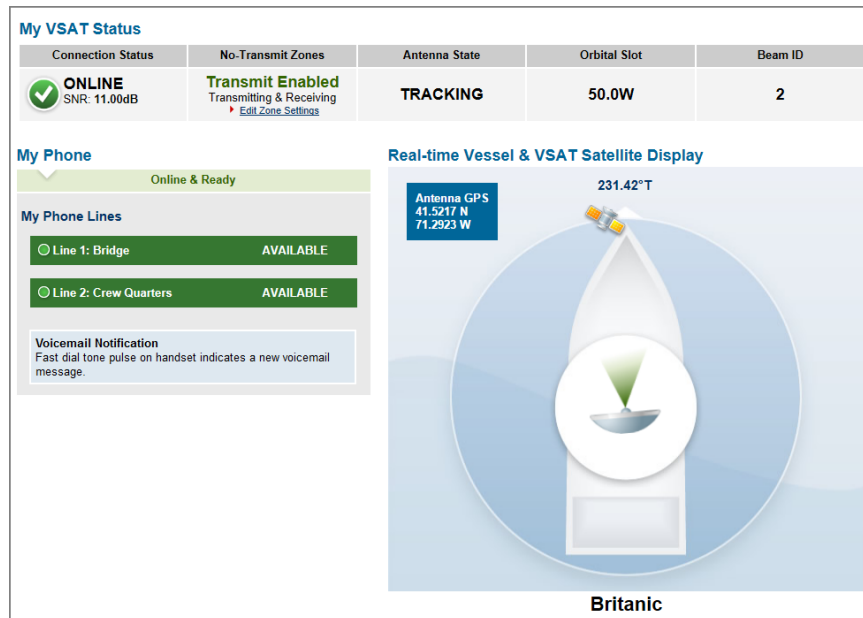 My VSAT Status
Connection Status No-Transmit Zones Antenna State Orbital Slot Beam ID
ONLINE
SNR: 11.00dB
Transmit Enabled
Transmitting & Receiving
Edit Zone Settings
TRACKING
50.0W
2
My Phone
Online & Ready
My Phone Lines
Line 1: Bridge AVAILABLE
Line 2: Crew Quarters AVAILABLE
Voicemail Notification
Fast dial tone pulse on handset indicates a new voicemail
message.
Real-time Vessel & VSAT Satellite Display
231.42°T
Antenna GPS
41.5217 N
71.2923 W
Britanic